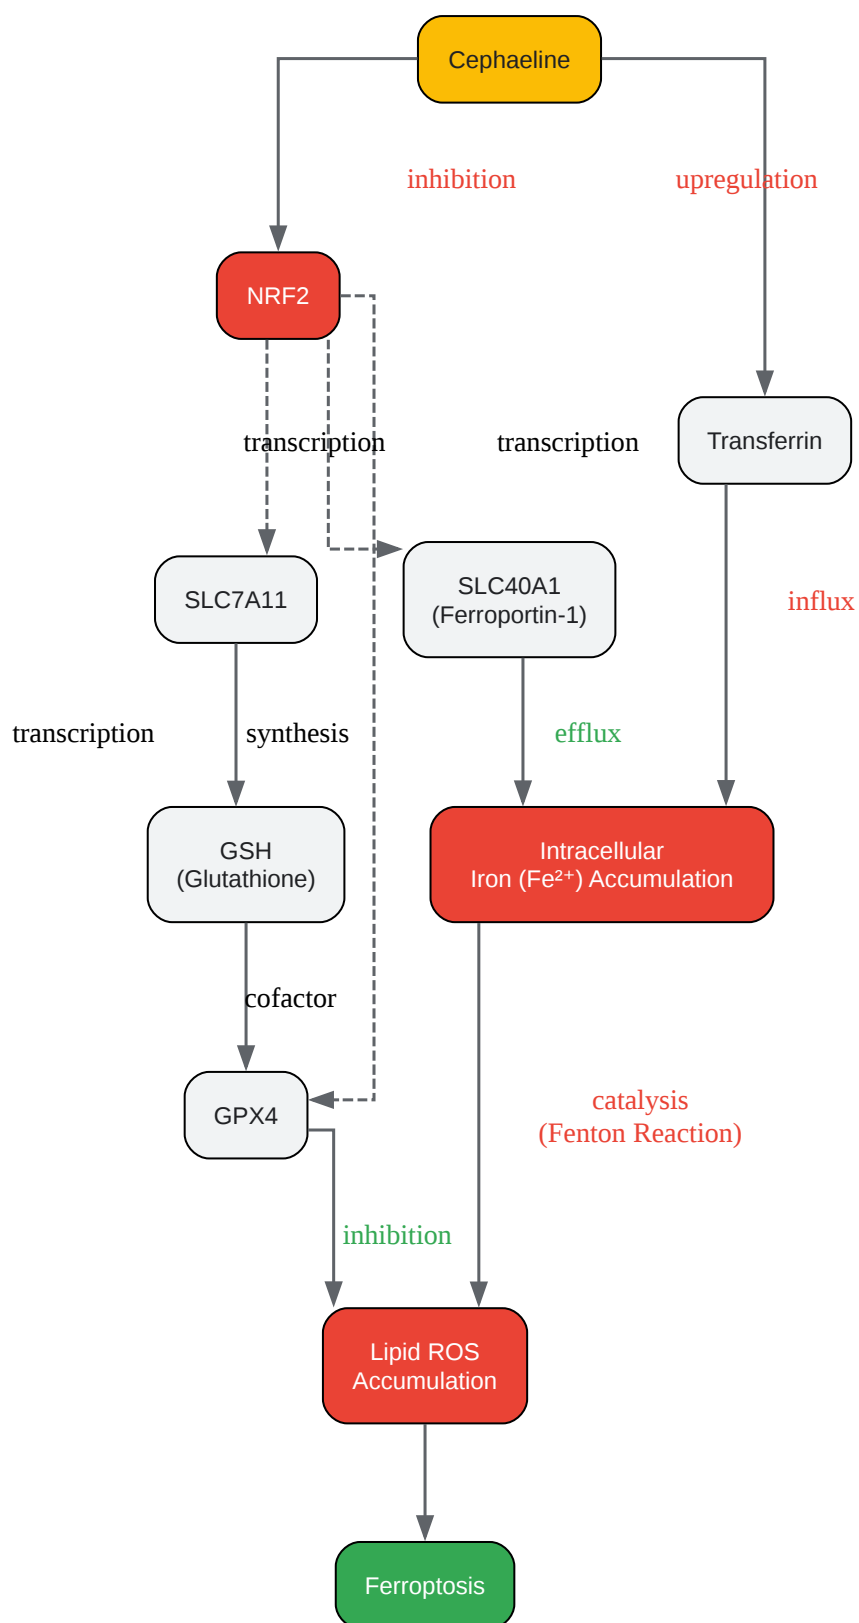 Cephaeline
inhibition
upregulation
NRF2
transcription
transcription
Transferrin
SLC7A11
SLC40A1
(Ferroportin-1)
influx
transcription
synthesis
efflux
GSH
(Glutathione)
Intracellular
Iron (Fe²⁺) Accumulation
cofactor
GPX4
catalysis
(Fenton Reaction)
inhibition
Lipid ROS
Accumulation
Ferroptosis